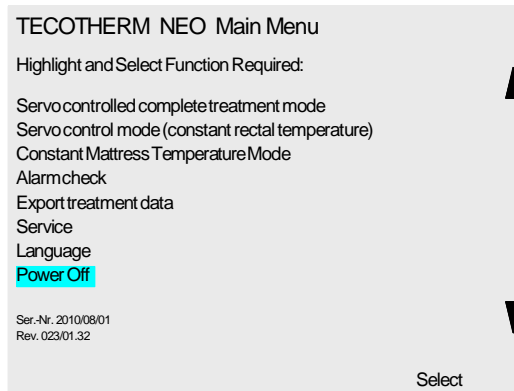 TECOTHERM NEO Main Menu
Highlight and Select Function Required:
Servo controlled complete treatment mode
Servo control mode (constant rectal temperature)
Constant Mattress Temperature Mode
Alarm check
Export treatment data
Service
Language
Power Off
Ser.-Nr. 2010/08/01
Rev. 023/01.32
Select